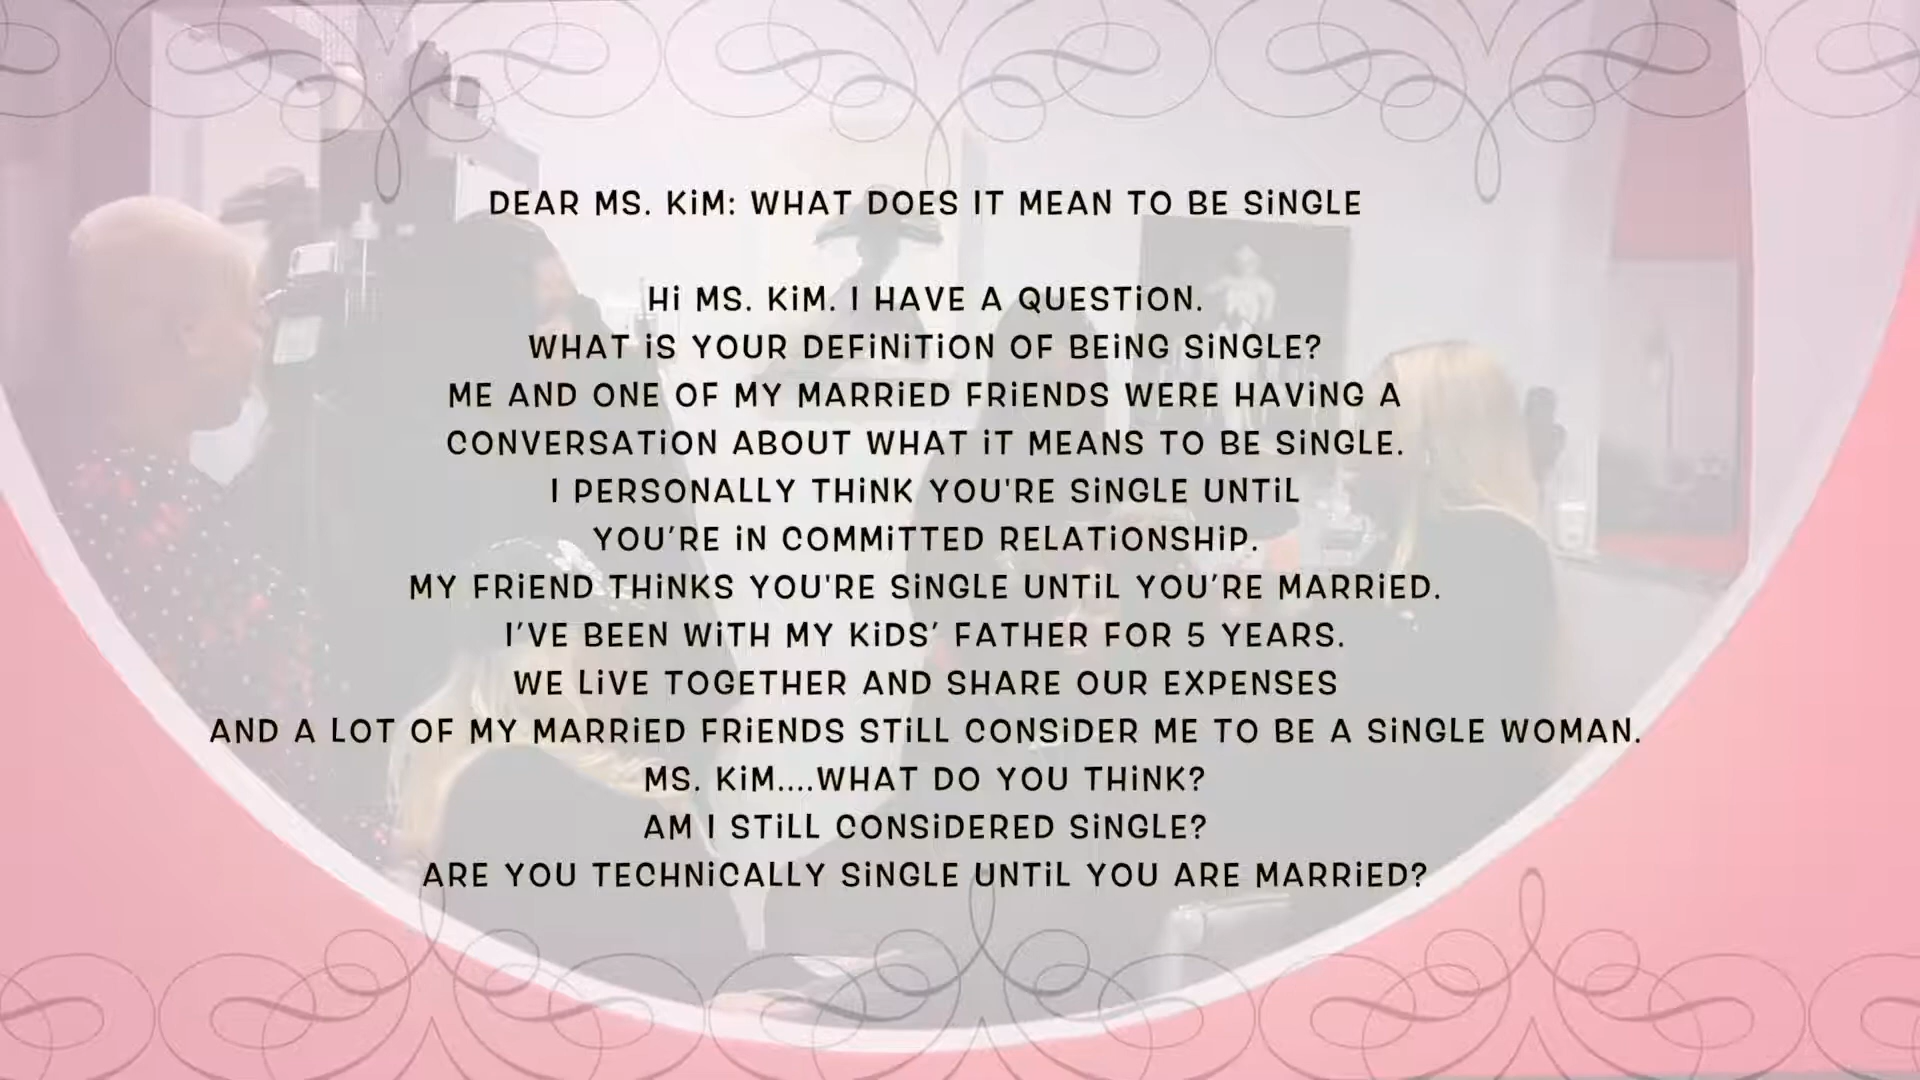 DEAR MS. KiM: WHAT DOES IT MEAN TO BE SiNGLE
Hi MS. KiM. I HAVE A QUESTiON.
WHAT iS YOUR DEFiNiTiON OF BEiNG SiNGLE?
ME AND ONE OF MY MARRiED FRiENDS WERE HAViNG A
CONVERSATiON ABOUT WHAT iT MEANS TO BE SiNGLE.
I PERSONALLY THiNK YOU'RE SiNGLE UNTiL
YOU’RE iN COMMiTTED RELATiONSHiP.
MY FRiEND THiNKS YOU'RE SiNGLE UNTiL YOU’RE MARRiED.
I’VE BEEN WiTH MY KiDS’ FATHER FOR 5 YEARS.
WE LiVE TOGETHER AND SHARE OUR EXPENSES
AND A LOT OF MY MARRiED FRiENDS STiLL CONSiDER ME TO BE A SiNGLE WOMAN.
MS. KiM....WHAT DO YOU THiNK?
AM I STiLL CONSiDERED SiNGLE?
ARE YOU TECHNiCALLY SiNGLE UNTiL YOU ARE MARRiED?